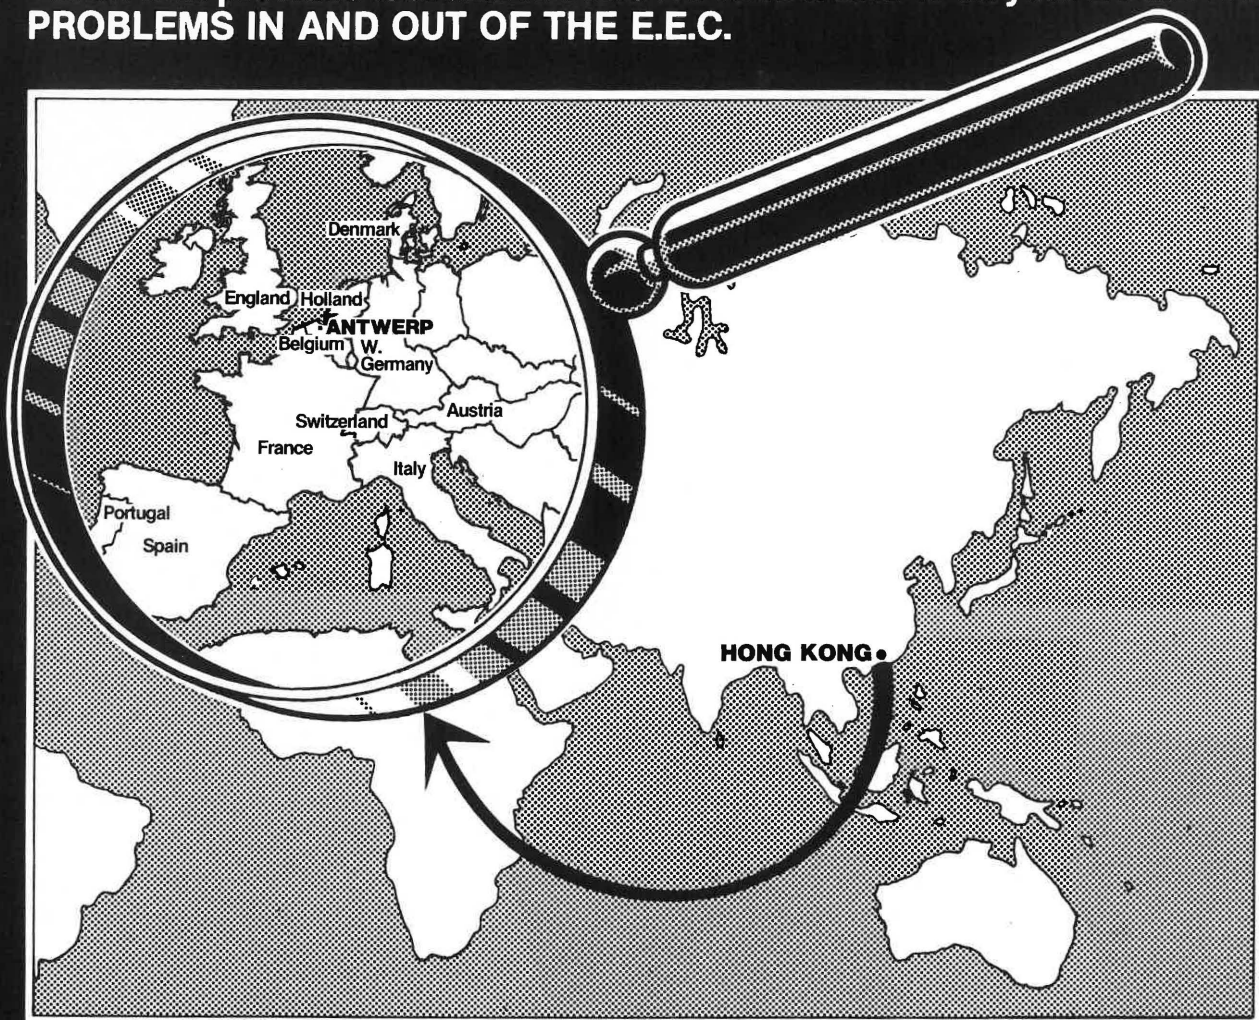 PROBLEMS IN AND OUT OF THE E.E.C.
Denmark
England
Holland
ANTWERP
Belgium
W.
Germany
Switzerland
Austria
France
Italy
Portugal
Spain
HONG KONG